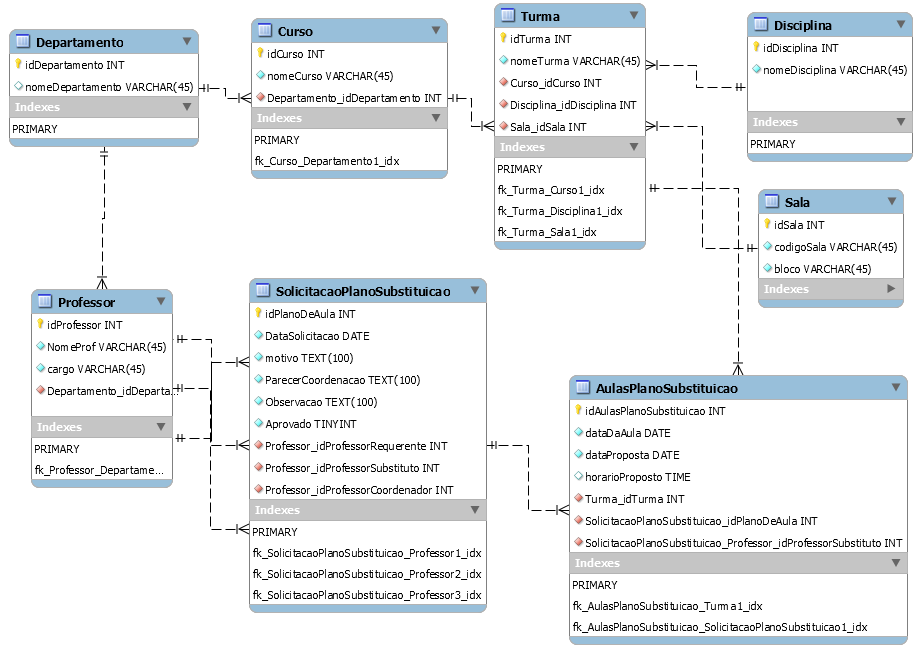 Departamento
idDepartamento INT
nomeDepartamento VARCHAR(45)
Indexes
PRIMARY
Curso
idCurso INT
nomeCurso VARCHAR(45)
Departamento_idDepartamento INT
Indexes
PRIMARY
fk_Curso_Departamento1_idx
Turma
idTurma INT
nomeTurma VARCHAR(45)
Curso_idCurso INT
Disciplina_idDisciplina INT
Sala_idSala INT
Indexes
PRIMARY
fk_Turma_Curso1_idx
fk_Turma_Disciplina1_idx
fk_Turma_Sala1_idx
Disciplina
idDisciplina INT
nomeDisciplina VARCHAR(45)
Indexes
PRIMARY
Sala
idSala INT
codigoSala VARCHAR(45)
bloco VARCHAR(45)
Indexes
Professor
idProfessor INT
NomeProf VARCHAR(45)
cargo VARCHAR(45)
Departamento_idDeparta...
Indexes
PRIMARY
fk_Professor_Departame...
SolicitacaoPlanoSubstituicao
idPlanoDeAula INT
DataSolicitacao DATE
motivo TEXT(100)
ParecerCoordenacao TEXT(100)
Observacao TEXT(100)
Aprovado TINYINT
Professor_idProfessorRequerente INT
Professor_idProfessorSubstituto INT
Professor_idProfessorCoordenador INT
Indexes
PRIMARY
fk_SolicitacaoPlanoSubstituicao_Professor1_idx
fk_SolicitacaoPlanoSubstituicao_Professor2_idx
fk_SolicitacaoPlanoSubstituicao_Professor3_idx
AulasPlanoSubstituicao
idAulasPlanoSubstituicao INT
dataDaAula DATE
dataProposta DATE
horarioProposto TIME
Turma_idTurma INT
SolicitacaoPlanoSubstituicao_idPlanoDeAula INT
SolicitacaoPlanoSubstituicao_Professor_idProfessorSubstituto INT
Indexes
PRIMARY
fk_AulasPlanoSubstituicao_Turma1_idx
fk_AulasPlanoSubstituicao_SolicitacaoPlanoSubstituicao1_idx